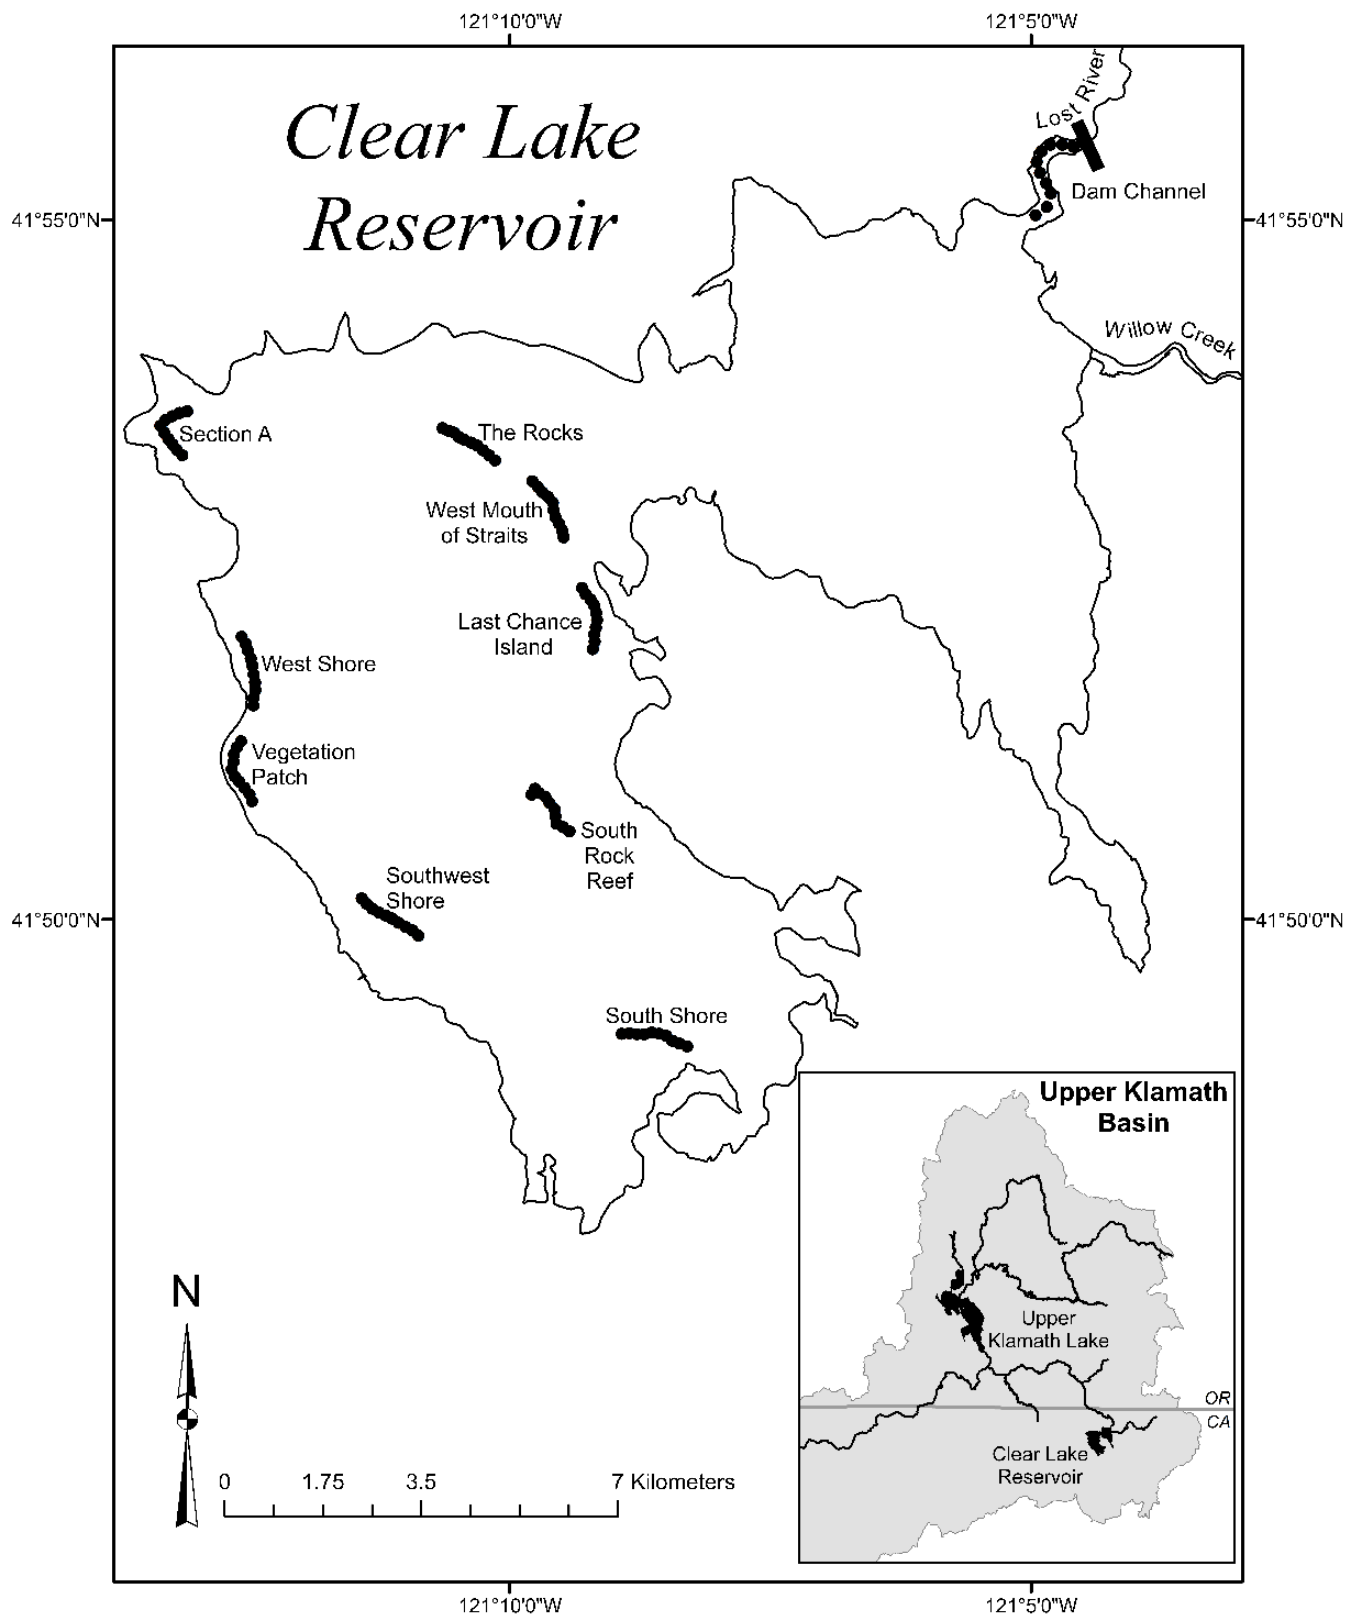 121°10'0"W
121°5'0"W
Clear Lake
Reservoir
Lost River
Dam Channel
41°55'0"N
41°55'0"N
Willow Creek
Section A
The Rocks
West Mouth
of Straits
Last Chance
Island
West Shore
Vegetation
Patch
South
Rock
Reef
Southwest
Shore
41°50'0"N
41°50'0"N
South Shore
Upper Klamath
Basin
Upper
Klamath Lake
OR
CA
Clear Lake
Reservoir
N
0
1.75
3.5
7 Kilometers
121°10'0"W
121°5'0"W